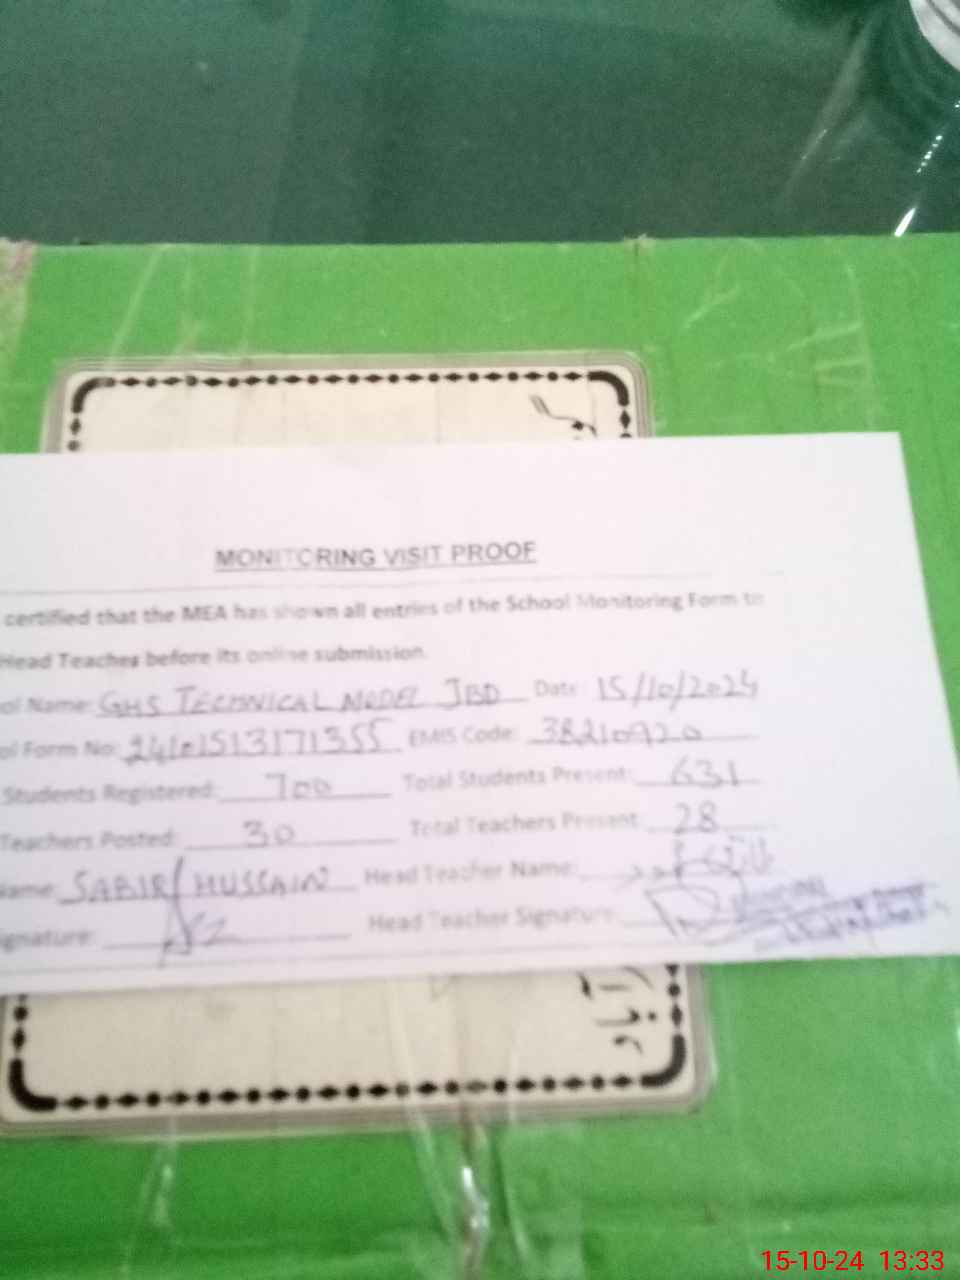 MONITORING VISIT PROOF
certified that the MEA has shown all entries of the School Monitoring Form to
Head Teacher before its online submission.
ol Name: GHS TECHNICAL MODEL JBD Date: 15/10/2024
ol Form No: 24101513171355 EMIS Code: 38210920
Students Registered: 700 Total Students Present: 631
Teachers Posted: 30 Total Teachers Present: 28
ame: SABIR HUSSAIN Head Teacher Name:
gnature: Head Teacher Signature:
15-10-24 13:33